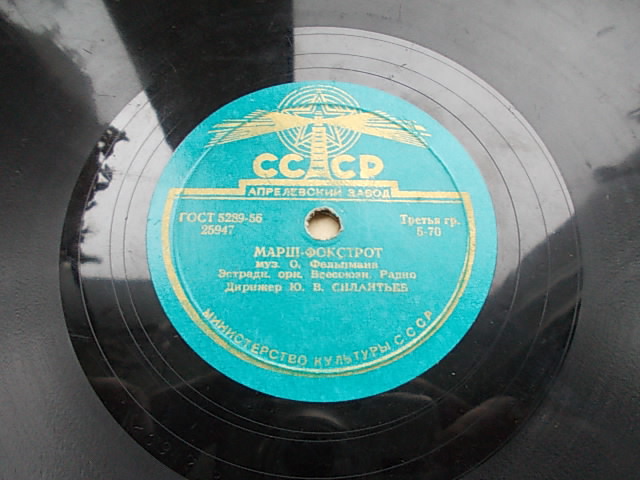 СССР
АПРЕЛЕВСКИЙ ЗАВОД
ГОСТ 5289-56
25947
Третья гр.
5-70
МАРШ-ФОКСТРОТ
муз. О. Фельцмана
Эстрадн. орк. Всесоюзн. Радио
Дирижер Ю. В. СИЛАНТЬЕВ
МИНИСТЕРСТВО КУЛЬТУРЫ СССР